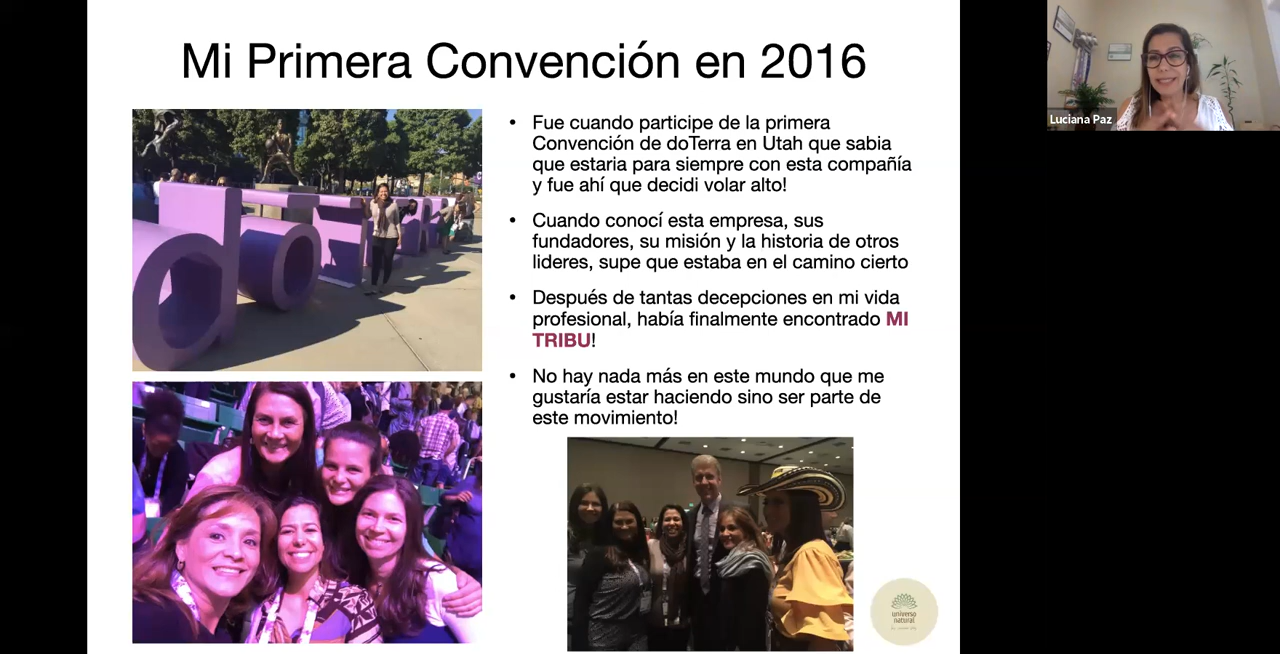 Mi Primera Convención en 2016
Luciana Paz
• Fue cuando participe de la primera
Convención de doTerra en Utah que sabia
que estaria para siempre con esta compañía
y fue ahí que decidi volar alto!
• Cuando conocí esta empresa, sus
fundadores, su misión y la historia de otros
lideres, supe que estaba en el camino cierto
• Después de tantas decepciones en mi vida
profesional, había finalmente encontrado MI
TRIBU!
• No hay nada más en este mundo que me
gustaría estar haciendo sino ser parte de
este movimiento!
universo
natural